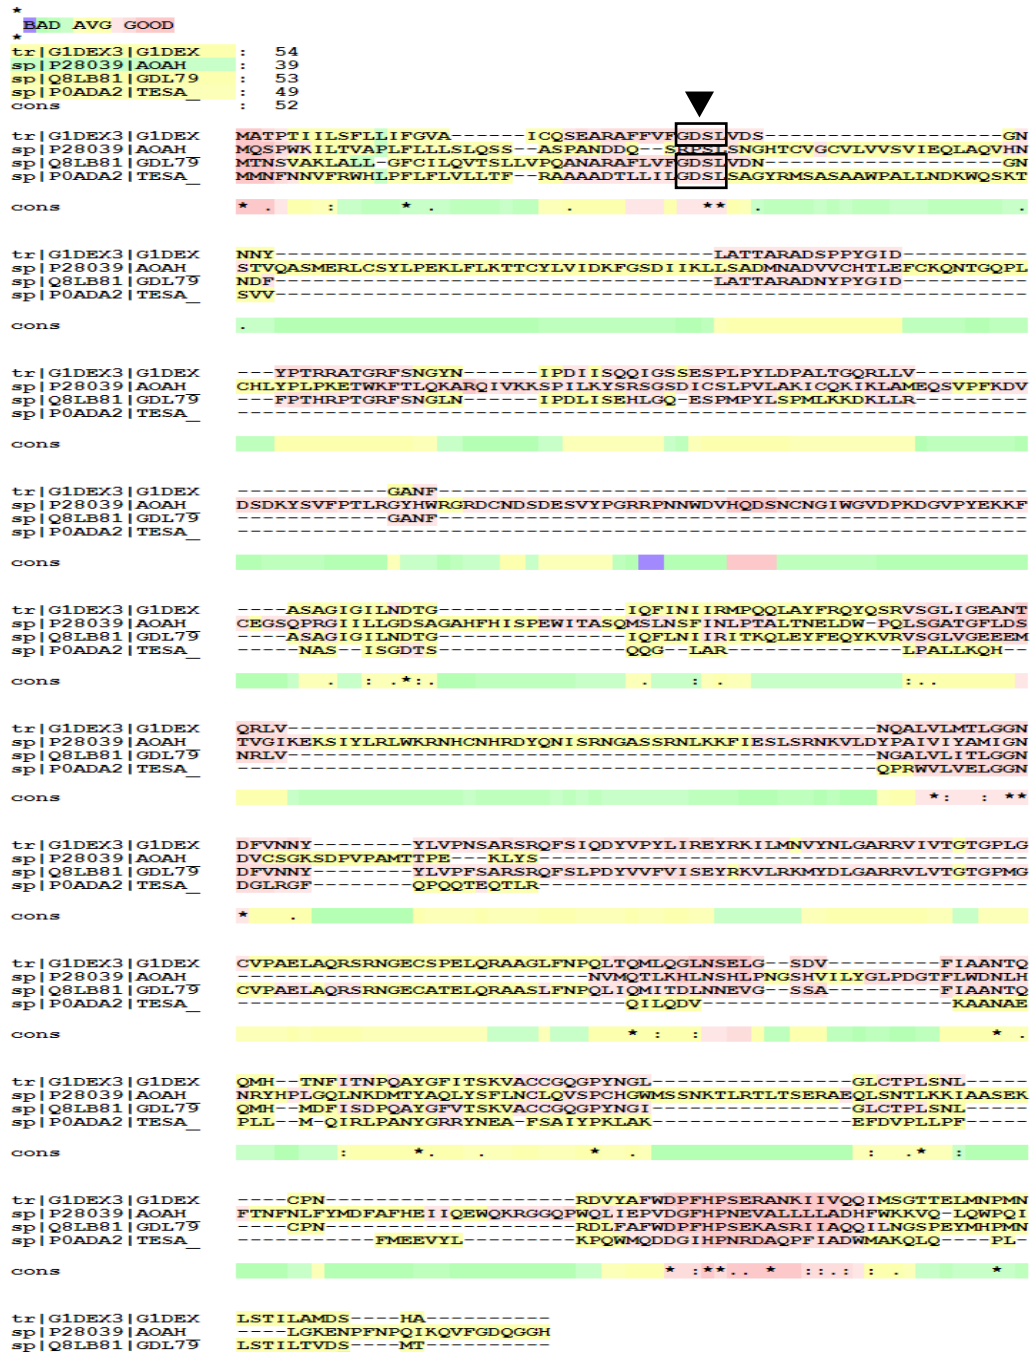 *
BAD AVG GOOD
*
tr|G1DEX3|G1DEX : 54
sp|P28039|AOAH_ : 39
sp|Q8LB81|GDL79 : 53
sp|P0ADA2|TESA_ : 49
cons : 52
tr|G1DEX3|G1DEX MATPTIILSFLLIFGVA------ICQSEARAFFVFGDSLVDS-------------------GN
sp|P28039|AOAH_ MQSPWKILTVAPLFLLLSLQSS--ASPANDDQ--SRPSLSNGHTCVGCVLVVSVIEQLAQVHN
sp|Q8LB81|GDL79 MTNSVAKLALL-GFCILQVTSLLVPQANARAFLVFGDSLVDN-------------------GN
sp|P0ADA2|TESA_ MMNFNNVFRWHLPFLFLVLLTF--RAAAADTLLILGDSLSAGYRMSASAAWPALLNDKWQSKT
cons * .    :     * .          .          ** .                    .
tr|G1DEX3|G1DEX NNY-----------------------------------LATTARADSPPYGID----------
sp|P28039|AOAH_ STVQASMERLCSYLPEKLFLKTTCYLVIDKFGSDIIKLLSADMNADVVCHTLEFCKQNTGQPL
sp|Q8LB81|GDL79 NDF-----------------------------------LATTARADNYPYGID----------
sp|P0ADA2|TESA_ SVV------------------------------------------------------------
cons .
tr|G1DEX3|G1DEX ---YPTRRATGRFSNGYN------IPDIISQQIGSSESPLPYLDPALTGQRLLV---------
sp|P28039|AOAH_ CHLYPLPKETWKFTLQKARQIVKKSPILKYSRSGSDICSLPVLAKICQKIKLAMEQSVPFKDV
sp|Q8LB81|GDL79 ---FPTHRPTGRFSNGLN------IPDLISEHLGQ-ESPMPYLSPMLKKDKLLR---------
sp|P0ADA2|TESA_ ---------------------------------------------------------------
cons
tr|G1DEX3|G1DEX ------------GANF-----------------------------------------------
sp|P28039|AOAH_ DSDKYSVFPTLRGYHWRGRDCNDSDESVYPGRRPNNWDVHQDSNCNGIWGVDPKDGVPYEKKF
sp|Q8LB81|GDL79 ------------GANF-----------------------------------------------
sp|P0ADA2|TESA_ ---------------------------------------------------------------
cons
tr|G1DEX3|G1DEX ----ASAGIGILNDTG---------------IQFINIIRMPQQLAYFRQYQSRVSGLIGEANT
sp|P28039|AOAH_ CEGSQPRGIILLGDSAGAHFHISPEWITASQMSLNSFINLPTALTNELDW-PQLSGATGFLDS
sp|Q8LB81|GDL79 ----ASAGIGILNDTG---------------IQFLNIIRITKQLEYFEQYKVRVSGLVGEEEM
sp|P0ADA2|TESA_ -----NAS--ISGDTS---------------QQG--LAR--------------LPALLKQH--
cons        .  : .*:.                .   : .              :..
tr|G1DEX3|G1DEX QRLV-----------------------------------------------NQALVLMTLGGN
sp|P28039|AOAH_ TVGIKEKSIYLRLWKRNHCNHRDYQNISRNGASSRNLKKFIESLSRNKVLDYPAIVIYAMIGN
sp|Q8LB81|GDL79 NRLV-----------------------------------------------NGALVLITLGGN
sp|P0ADA2|TESA_ ---------------------------------------------------QPRWVLVELGGN
cons                                                        *:  : **
tr|G1DEX3|G1DEX DFVNNY--------YLVPNSARSRQFSIQDYVPYLIREYRKILMNVYNLGARRVIVTGTGPLG
sp|P28039|AOAH_ DVCSGKSDPVPAMTTPE---KLYS---------------------------------------
sp|Q8LB81|GDL79 DFVNNY--------YLVPFSARSRQFSLPDYVVFVISEYRKVLRKMYDLGARRVLVTGTGPMG
sp|P0ADA2|TESA_ DGLRGF--------QPQQTEQTLR---------------------------------------
cons *   .
tr|G1DEX3|G1DEX CVPAELAQRSRNGECSPELQRAAGLFNPQLTQMLQGLNSELG--SDV---------FIAANTQ
sp|P28039|AOAH_ -----------------------------NVMQTLKHLNSHLPNGSHVILYGLPDGTFLWDNLH
sp|Q8LB81|GDL79 CVPAELAQRSRNGECATELQRAASLFNPQLIQMITDLNNEVG--SSA---------FIAANTQ
sp|P0ADA2|TESA_ -------------------------------QILQDV--------------------KAANAE
cons                                * :  :                       * .
tr|G1DEX3|G1DEX QMH--TNFITNPQAYGFITSKVACCGQGPYNGL----------------GLCTPLSNL-----
sp|P28039|AOAH_ NRYHPLGQLNKDMTYAQLYSFLNCLQVSPCHGWMSSNKTLRTLTSERAEQLSNTLKKIAASEK
sp|Q8LB81|GDL79 QMH--MDFISDPQAYGFVTSKVACCGQGPYNGI----------------GLCTPLSNL-----
sp|P0ADA2|TESA_ PLL--M-QIRLPANYGRRYNEA-FSAIYPKLAK----------------EFDVPLLPF-----
cons         :     *.   .        *  .                  :   .*  :
tr|G1DEX3|G1DEX ----CPN--------------------RDVYAFWDPFHPSERANKIIVQQIMSGTTELMNPMN
sp|P28039|AOAH_ FTNFNLFYMDFAFHEIIQEWQKRGGQPWQLIEPVDGFHPNEVALLLLADHFWKKVQ-LQWPQI
sp|Q8LB81|GDL79 ----CPN--------------------RDLFAFWDPFHPSEKASRIIAQQILNGSPEYMHPMN
sp|P0ADA2|TESA_ -----------FMEEVYL---------KPQWMQDDGIHPNRDAQPFIADWMAKQLQ----PL-
cons                                   * :**.. *  ::.: : .       *
tr|G1DEX3|G1DEX LSTILAMDS----HA----------
sp|P28039|AOAH_ ----LGKENPFNPQIKQVFGDQGGH
sp|Q8LB81|GDL79 LSTILTVDS----MT----------